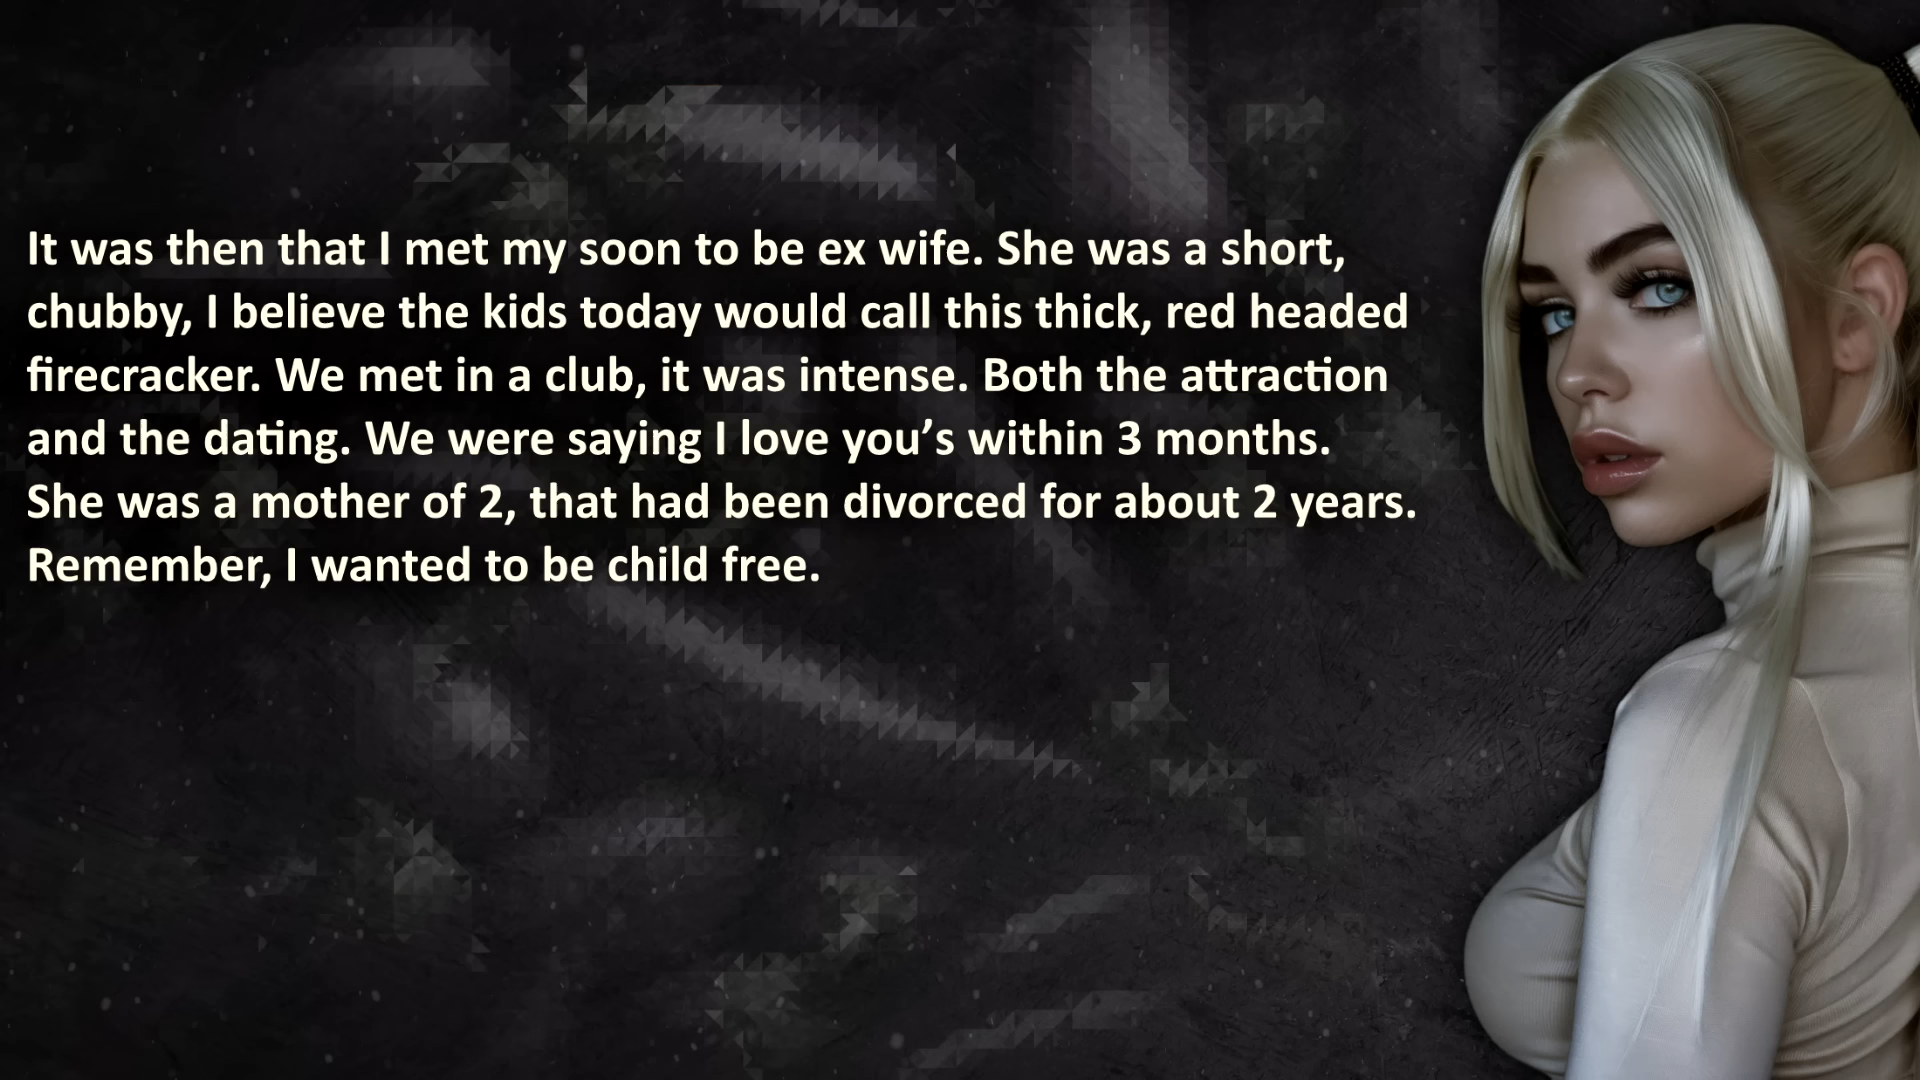 It was then that I met my soon to be ex wife. She was a short,
chubby, I believe the kids today would call this thick, red headed
firecracker. We met in a club, it was intense. Both the attraction
and the dating. We were saying I love you’s within 3 months.
She was a mother of 2, that had been divorced for about 2 years.
Remember, I wanted to be child free.